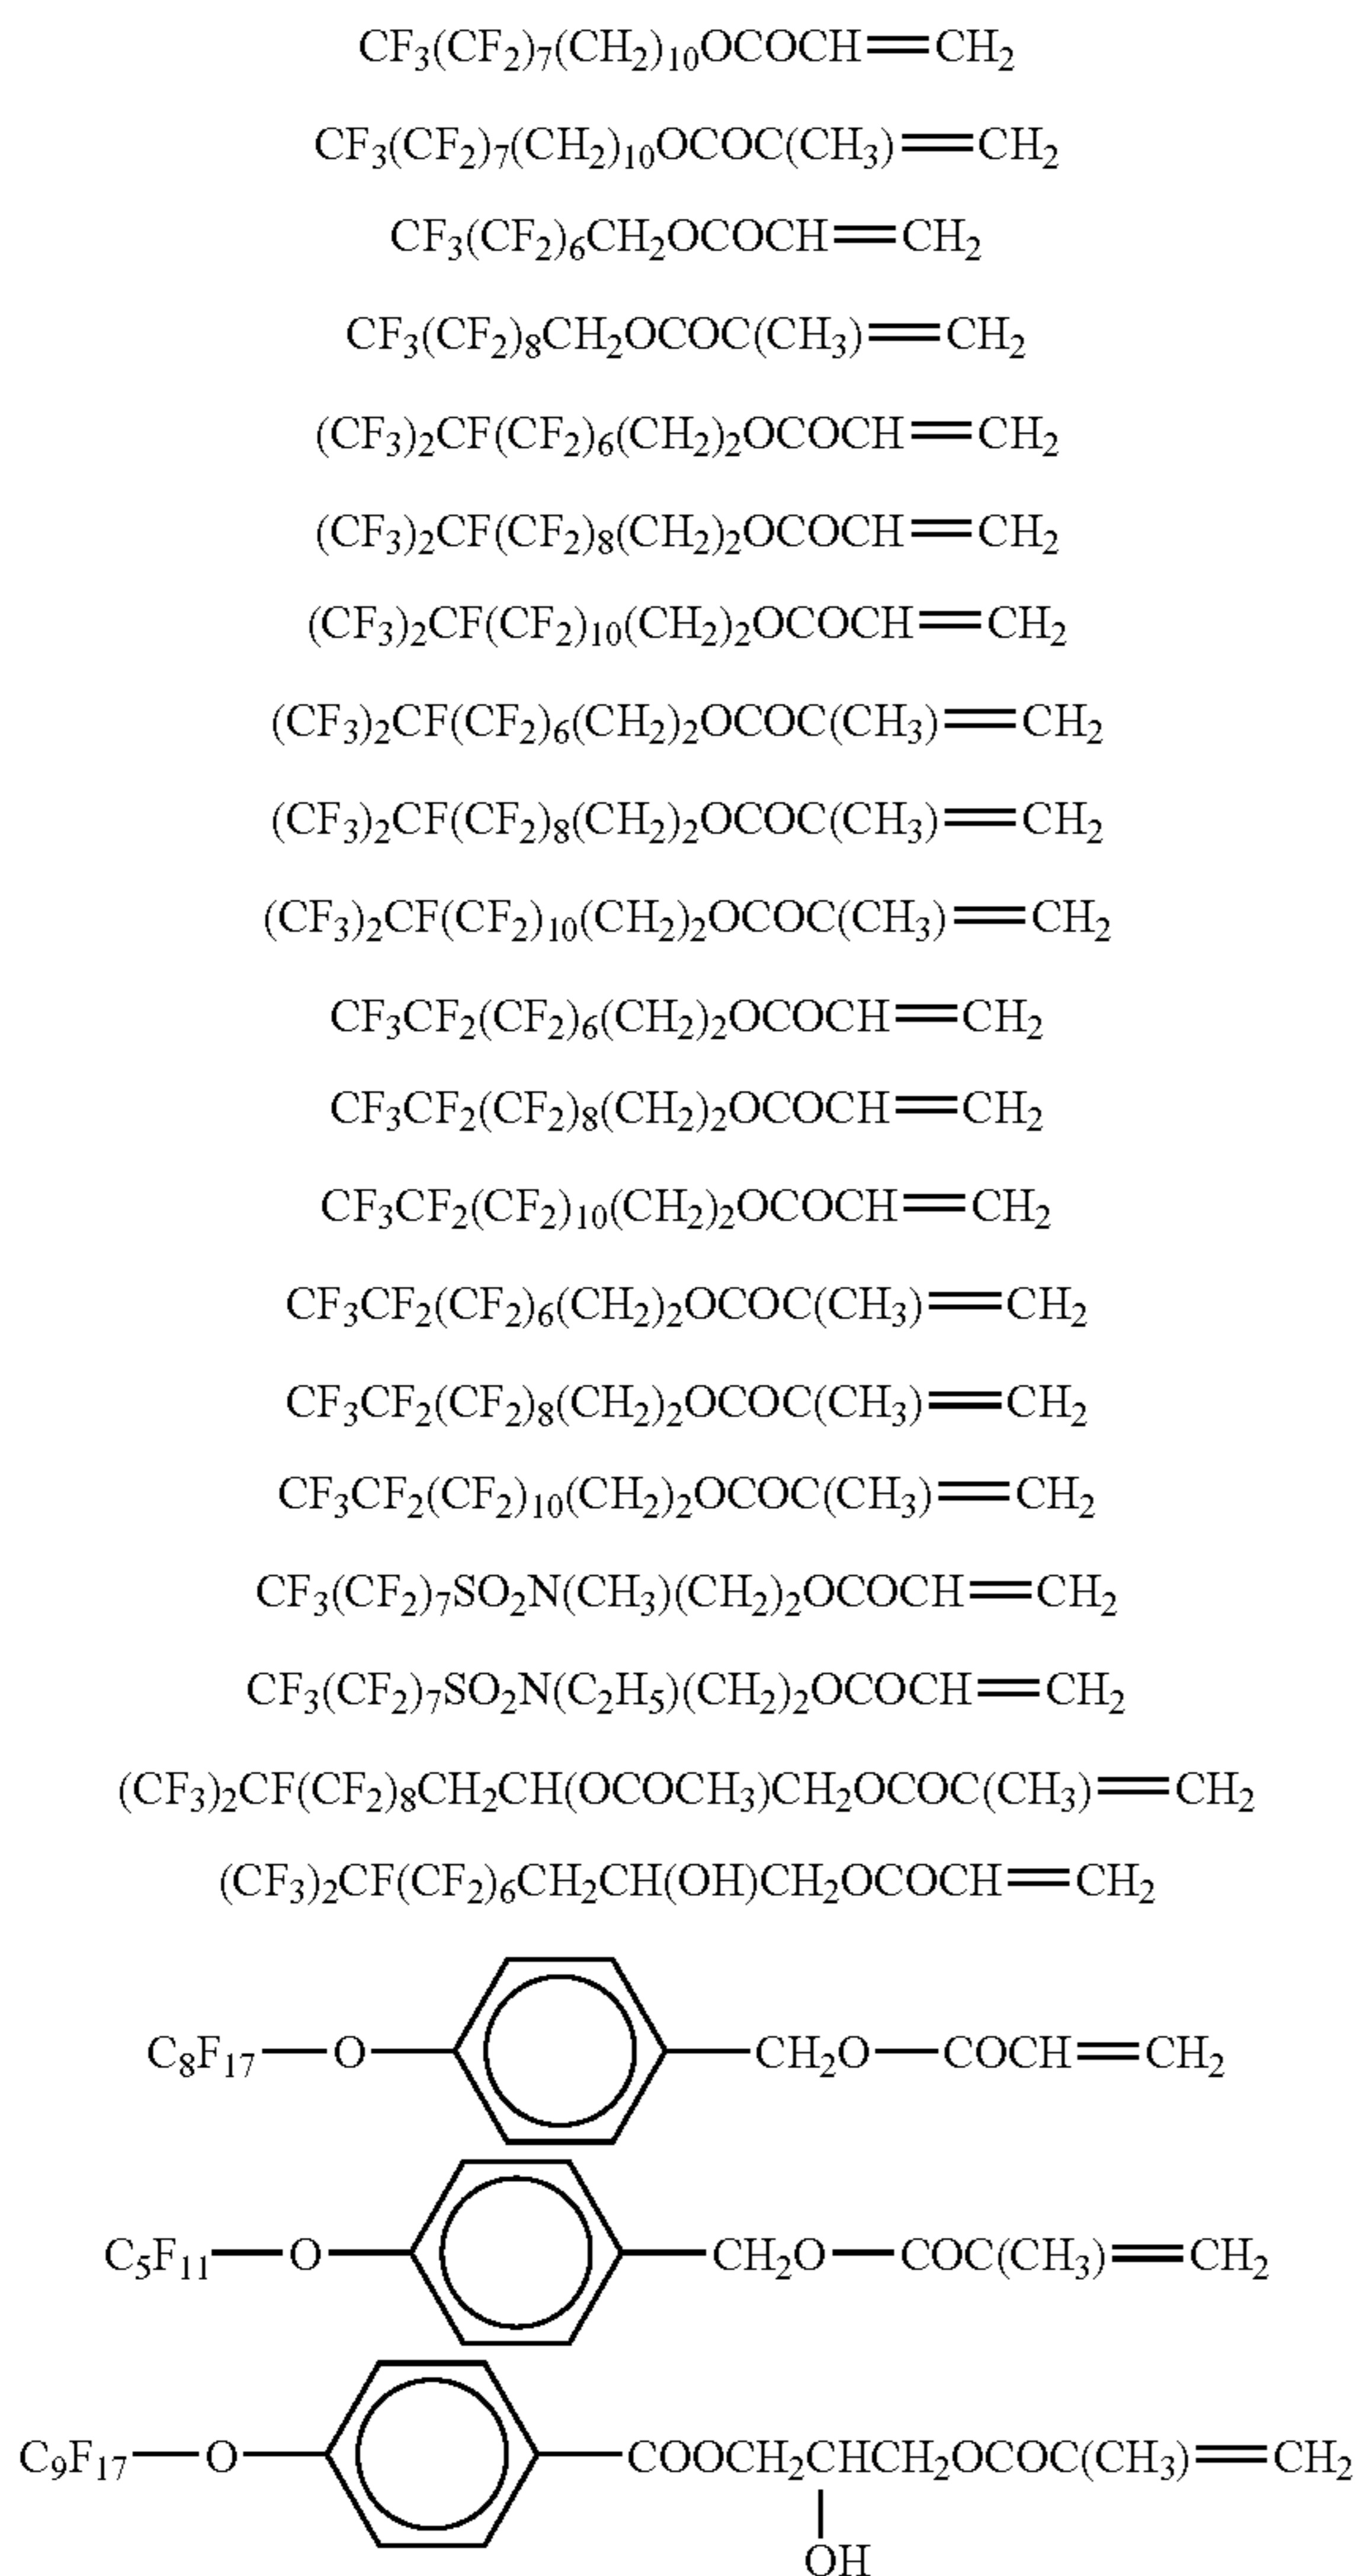 CF₃(CF₂)₇(CH₂)₁₀OCOCH=CH₂
CF₃(CF₂)₇(CH₂)₁₀OCOC(CH₃)=CH₂
CF₃(CF₂)₆CH₂OCOCH=CH₂
CF₃(CF₂)₈CH₂OCOC(CH₃)=CH₂
(CF₃)₂CF(CF₂)₆(CH₂)₂OCOCH=CH₂
(CF₃)₂CF(CF₂)₈(CH₂)₂OCOCH=CH₂
(CF₃)₂CF(CF₂)₁₀(CH₂)₂OCOCH=CH₂
(CF₃)₂CF(CF₂)₆(CH₂)₂OCOC(CH₃)=CH₂
(CF₃)₂CF(CF₂)₈(CH₂)₂OCOC(CH₃)=CH₂
(CF₃)₂CF(CF₂)₁₀(CH₂)₂OCOC(CH₃)=CH₂
CF₃CF₂(CF₂)₆(CH₂)₂OCOCH=CH₂
CF₃CF₂(CF₂)₈(CH₂)₂OCOCH=CH₂
CF₃CF₂(CF₂)₁₀(CH₂)₂OCOCH=CH₂
CF₃CF₂(CF₂)₆(CH₂)₂OCOC(CH₃)=CH₂
CF₃CF₂(CF₂)₈(CH₂)₂OCOC(CH₃)=CH₂
CF₃CF₂(CF₂)₁₀(CH₂)₂OCOC(CH₃)=CH₂
CF₃(CF₂)₇SO₂N(CH₃)(CH₂)₂OCOCH=CH₂
CF₃(CF₂)₇SO₂N(C₂H₅)(CH₂)₂OCOCH=CH₂
(CF₃)₂CF(CF₂)₈CH₂CH(OCOCH₃)CH₂OCOC(CH₃)=CH₂
(CF₃)₂CF(CF₂)₆CH₂CH(OH)CH₂OCOCH=CH₂
C₈F₁₇—O— —CH₂O—COCH=CH₂
C₅F₁₁—O— —CH₂O—COC(CH₃)=CH₂
C₉F₁₇—O— —COOCH₂CHCH₂OCOC(CH₃)=CH₂
OH